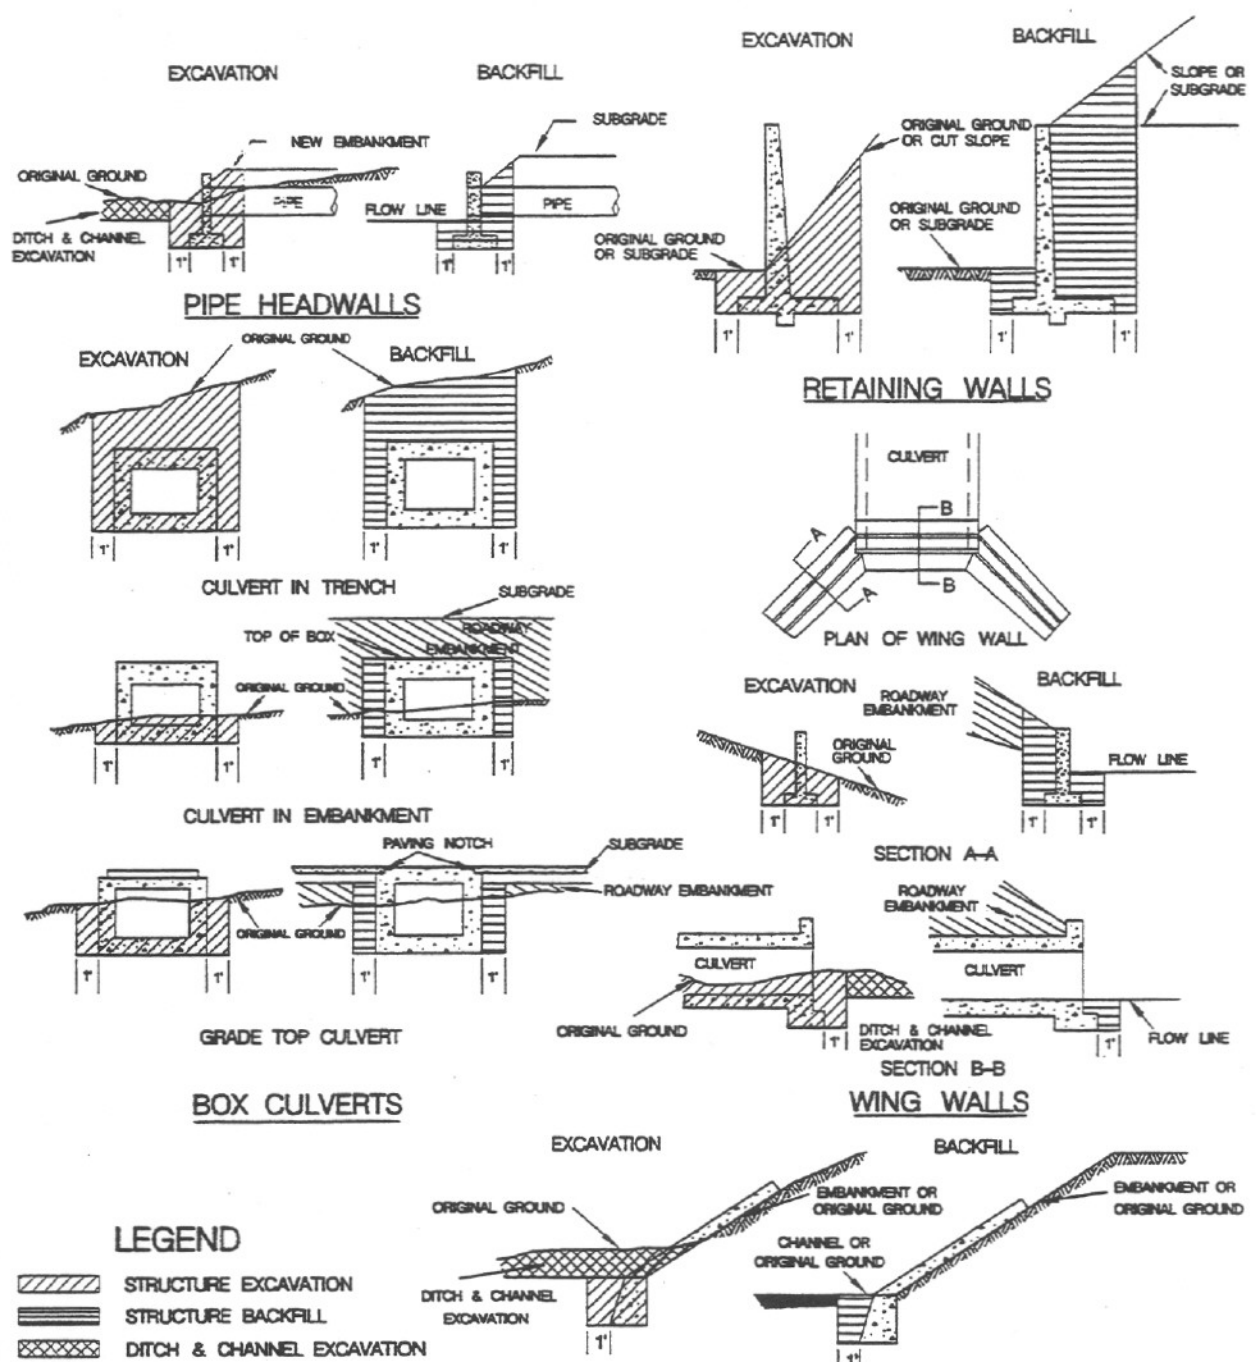 EXCAVATION
BACKFILL
SUBGRADE
NEW EMBANKMENT
ORIGINAL GROUND
PIPE
FLOW LINE
PIPE
DITCH & CHANNEL
EXCAVATION
1'
1'
1'
1'
PIPE HEADWALLS
EXCAVATION
BACKFILL
SLOPE OR
SUBGRADE
ORIGINAL GROUND
OR CUT SLOPE
ORIGINAL GROUND
OR SUBGRADE
ORIGINAL GROUND
OR SUBGRADE
1'
1'
1'
1'
RETAINING WALLS
ORIGINAL GROUND
EXCAVATION
BACKFILL
1'
1'
1'
1'
CULVERT IN TRENCH
SUBGRADE
ROADWAY
EMBANKMENT
TOP OF BOX
ORIGINAL GROUND
1'
1'
1'
1'
CULVERT IN EMBANKMENT
PAVING NOTCH
SUBGRADE
ROADWAY EMBANKMENT
ORIGINAL GROUND
1'
1'
1'
1'
GRADE TOP CULVERT
BOX CULVERTS
CULVERT
B
A
B
A
PLAN OF WING WALL
EXCAVATION
BACKFILL
ROADWAY
EMBANKMENT
ORIGINAL
GROUND
FLOW LINE
1'
1'
1'
1'
SECTION A-A
ROADWAY
EMBANKMENT
CULVERT
CULVERT
ORIGINAL GROUND
1'
DITCH & CHANNEL
EXCAVATION
1'
FLOW LINE
SECTION B-B
WING WALLS
EXCAVATION
BACKFILL
ORIGINAL GROUND
EMBANKMENT OR
ORIGINAL GROUND
EMBANKMENT OR
ORIGINAL GROUND
CHANNEL OR
ORIGINAL GROUND
DITCH & CHANNEL
EXCAVATION
1'
1'
LEGEND
STRUCTURE EXCAVATION
STRUCTURE BACKFILL
DITCH & CHANNEL EXCAVATION